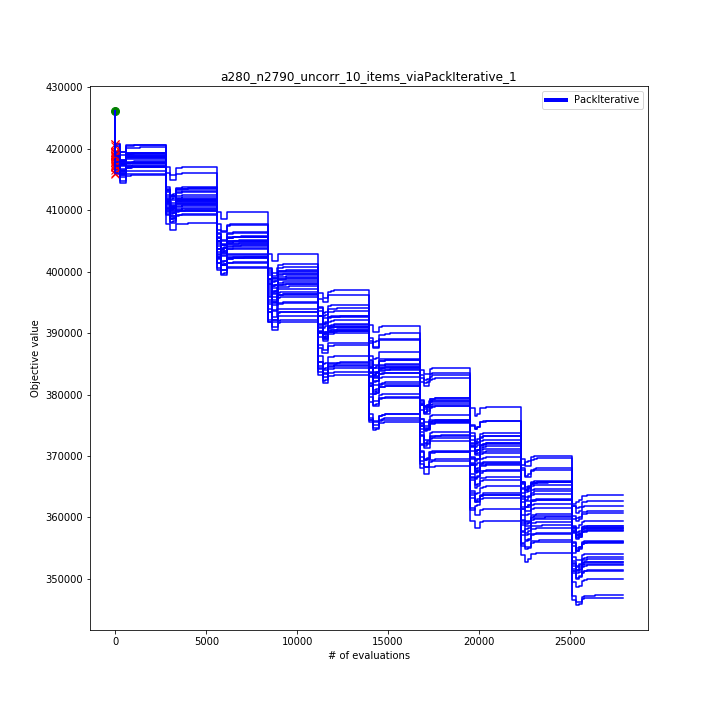 a280_n2790_uncorr_10_items_viaPackIterative_1
PackIterative
430000
420000
410000
400000
390000
380000
370000
360000
350000
Objective value
0 5000 10000 15000 20000 25000
# of evaluations